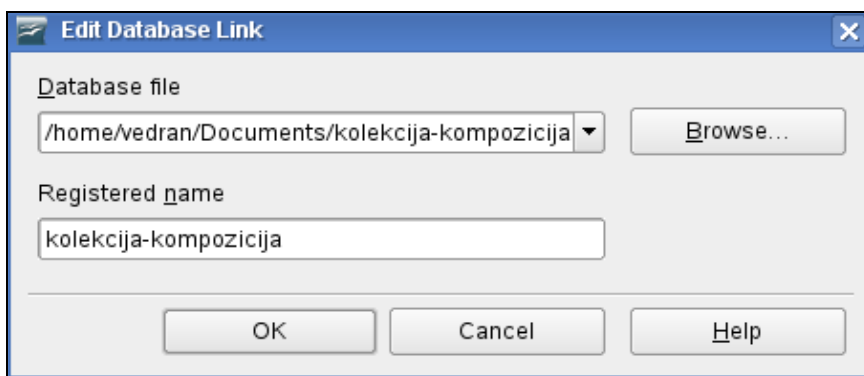 Edit Database Link
Database file
/home/vedran/Documents/kolekcija-kompozicija
Browse...
Registered name
kolekcija-kompozicija
OK Cancel Help